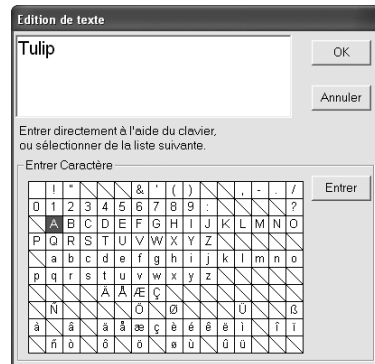 Edition de texte
Tulip
OK
Annuler
Entrer directement à l'aide du clavier,
ou sélectionner de la liste suivante.
Entrer Caractère
Entrer
! " & ' ( ) , - . /
0 1 2 3 4 5 6 7 8 9 : ?
A B C D E F G H I J K L M N O
P Q R S T U V W X Y Z
a b c d e f g h i j k l m n o
p q r s t u v w x y z
Ä Å Æ Ç
Ñ Ö Ø Ü ß
à â ä å æ ç è é ê ë ì î ï
ñ ò ô ö ø ù û ü